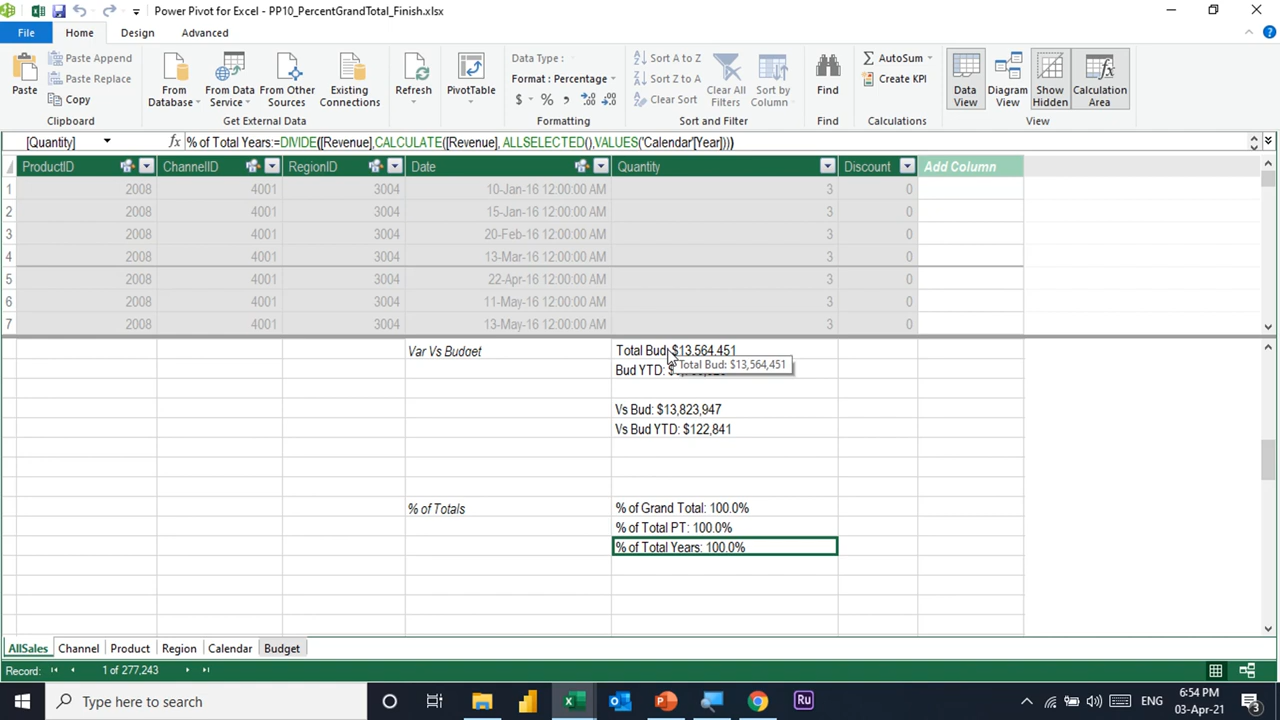 Power Pivot for Excel - PP10_PercentGrandTotal_Finish.xlsx
File Home Design Advanced
Paste
Paste Append
Paste Replace
Copy
Clipboard
From Database
From Data Service
From Other Sources
Existing Connections
Get External Data
Refresh
PivotTable
Data Type :
Format : Percentage
$ % , .00 .00
Formatting
Sort A to Z
Sort Z to A
Clear Sort
Clear All Filters
Sort by Column
Sort and Filter
Find
Find
AutoSum
Create KPI
Calculations
Data View
Diagram View
Show Hidden
Calculation Area
View
[Quantity] fx % of Total Years:=DIVIDE([Revenue],CALCULATE([Revenue], ALLSELECTED(),VALUES('Calendar'[Year])))
ProductID ChannelID RegionID Date Quantity Discount Add Column
1 2008 4001 3004 10-Jan-16 12:00:00 AM 3 0
2 2008 4001 3004 15-Jan-16 12:00:00 AM 3 0
3 2008 4001 3004 20-Feb-16 12:00:00 AM 3 0
4 2008 4001 3004 13-Mar-16 12:00:00 AM 3 0
5 2008 4001 3004 22-Apr-16 12:00:00 AM 3 0
6 2008 4001 3004 11-May-16 12:00:00 AM 3 0
7 2008 4001 3004 13-May-16 12:00:00 AM 3 0
Var Vs Budget Total Bud: $13,564,451
Total Bud: $13,564,451
Bud YTD:
Vs Bud: $13,823,947
Vs Bud YTD: $122,841
% of Totals % of Grand Total: 100.0%
% of Total PT: 100.0%
% of Total Years: 100.0%
AllSales Channel Product Region Calendar Budget
Record: 1 of 277,243
Type here to search
Ru
ENG
6:54 PM
03-Apr-21
3